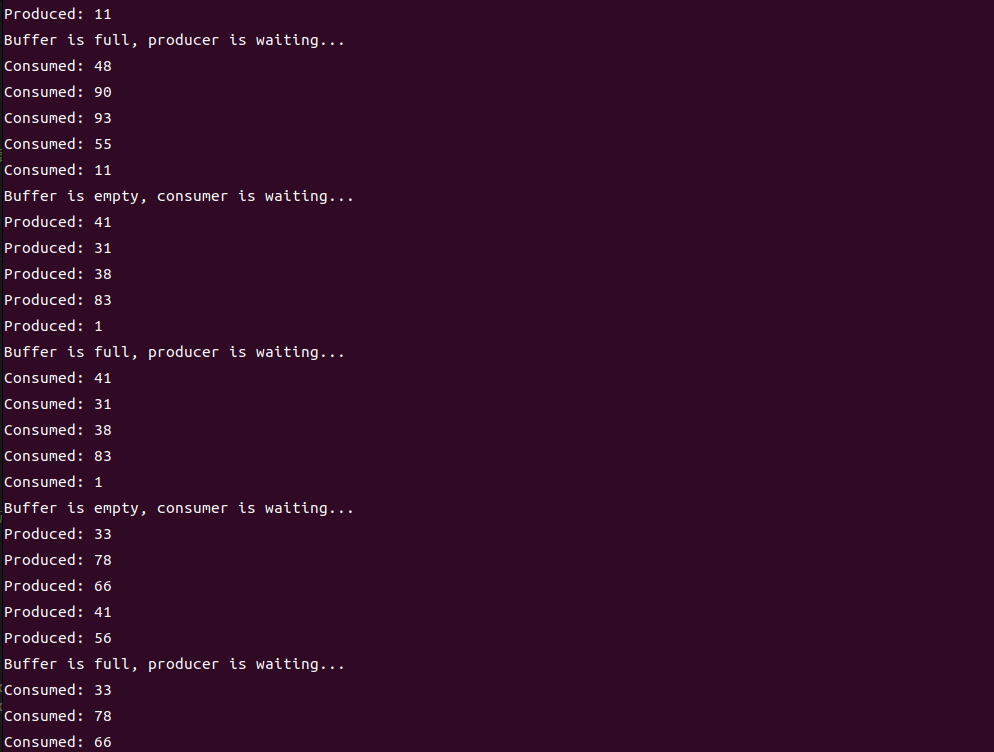 Produced: 11
Buffer is full, producer is waiting...
Consumed: 48
Consumed: 90
Consumed: 93
Consumed: 55
Consumed: 11
Buffer is empty, consumer is waiting...
Produced: 41
Produced: 31
Produced: 38
Produced: 83
Produced: 1
Buffer is full, producer is waiting...
Consumed: 41
Consumed: 31
Consumed: 38
Consumed: 83
Consumed: 1
Buffer is empty, consumer is waiting...
Produced: 33
Produced: 78
Produced: 66
Produced: 41
Produced: 56
Buffer is full, producer is waiting...
Consumed: 33
Consumed: 78
Consumed: 66